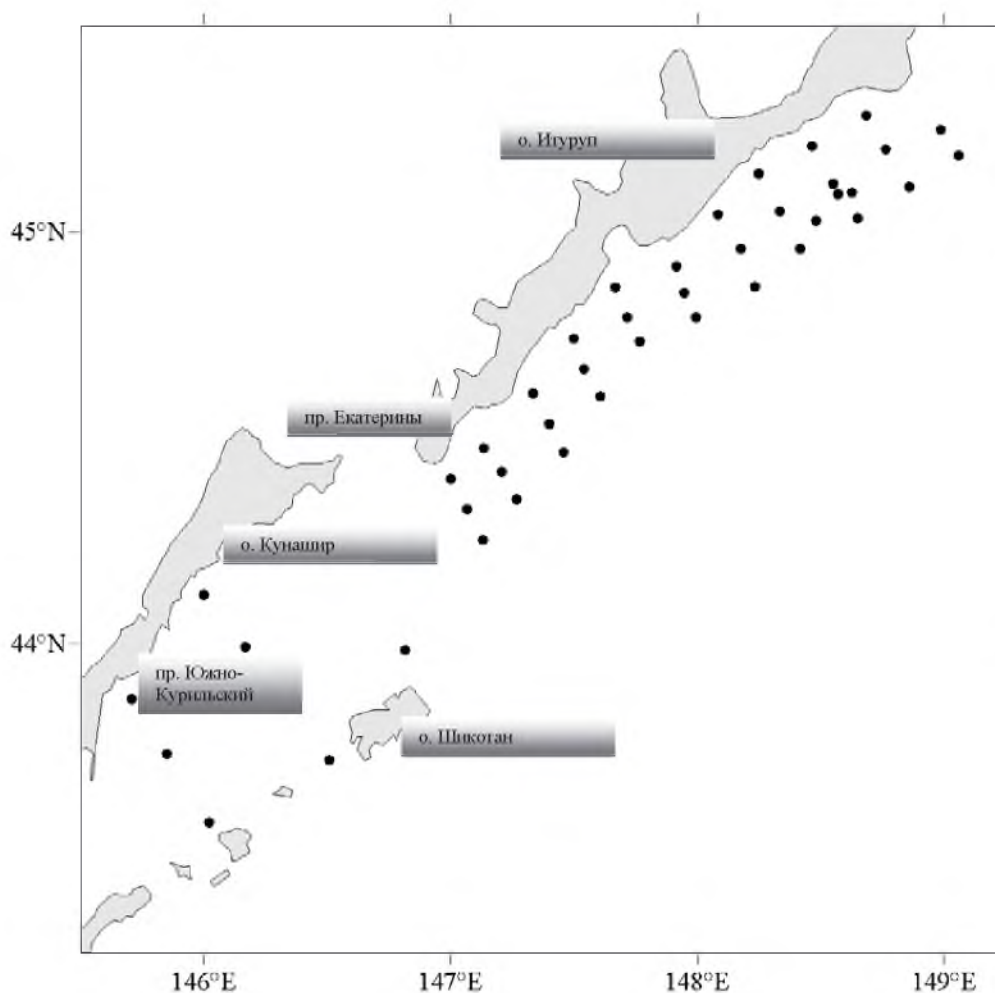 о. Итуруп
45°N
пр. Екатерины
о. Кунашир
44°N
пр. Южно-
Курильский
о. Шикотан
146°E 147°E 148°E 149°E